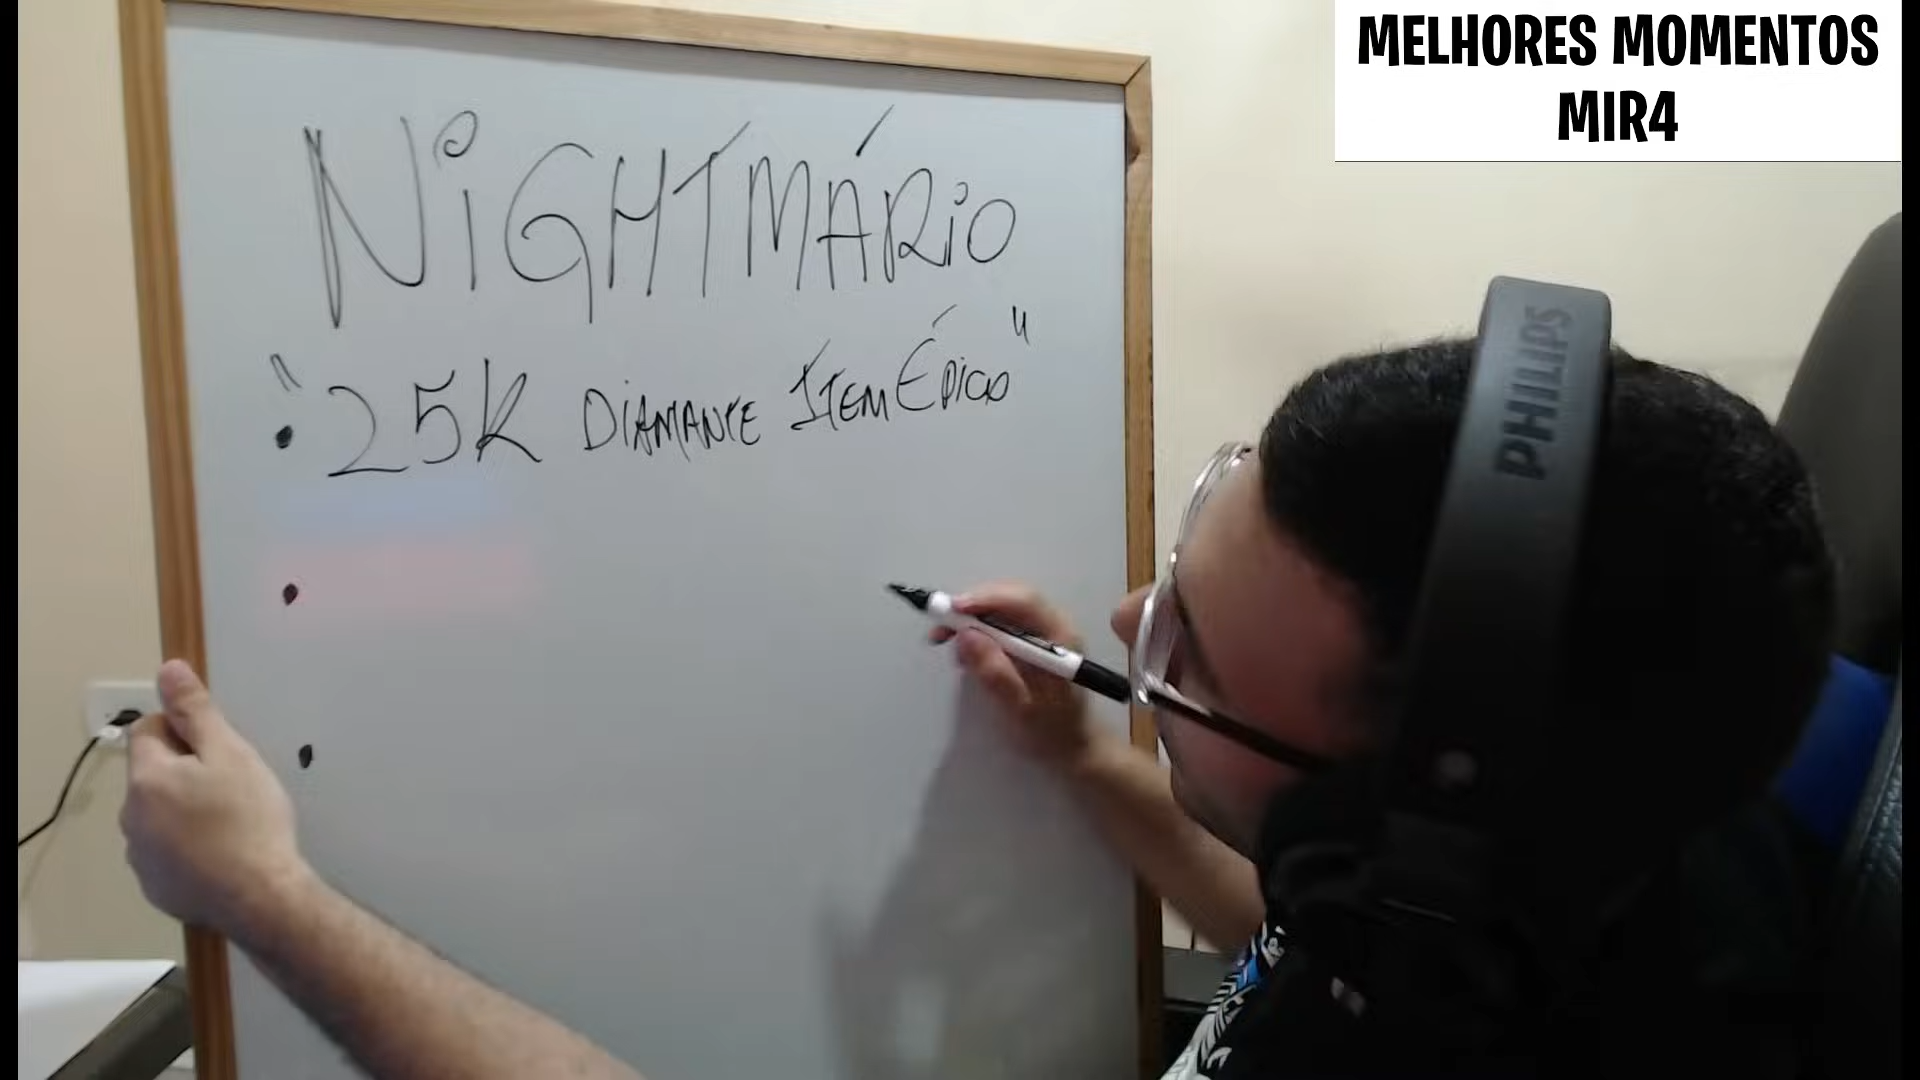 MELHORES MOMENTOS
MIR4
NiGHTMÁRiO
"25K DiAMANTE ITEM ÉPICO"
PHILIPS